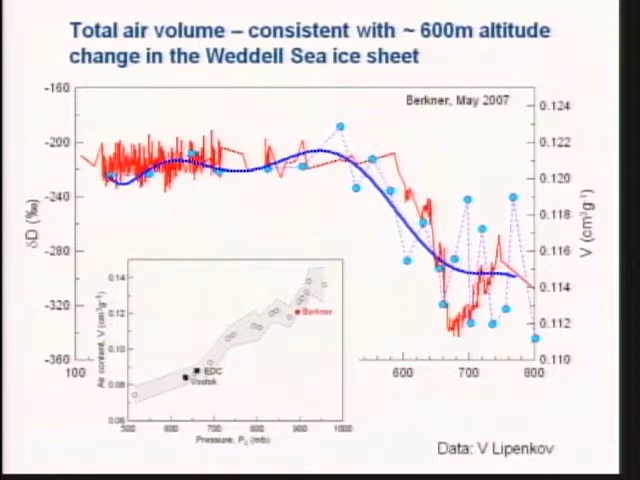 Total air volume – consistent with ~ 600m altitude
change in the Weddell Sea ice sheet
Berkner, May 2007
-160
-200
-240
-280
-320
-360
δD (‰)
0.124
0.122
0.120
0.118
0.116
0.114
0.112
0.110
V (cm³g⁻¹)
100
600
700
800
0.14
0.12
0.10
0.08
0.06
Air content, V (cm³g⁻¹)
Berkner
EDC
Vostok
500
600
700
800
900
1000
Pressure, P (mb)
Data: V Lipenkov